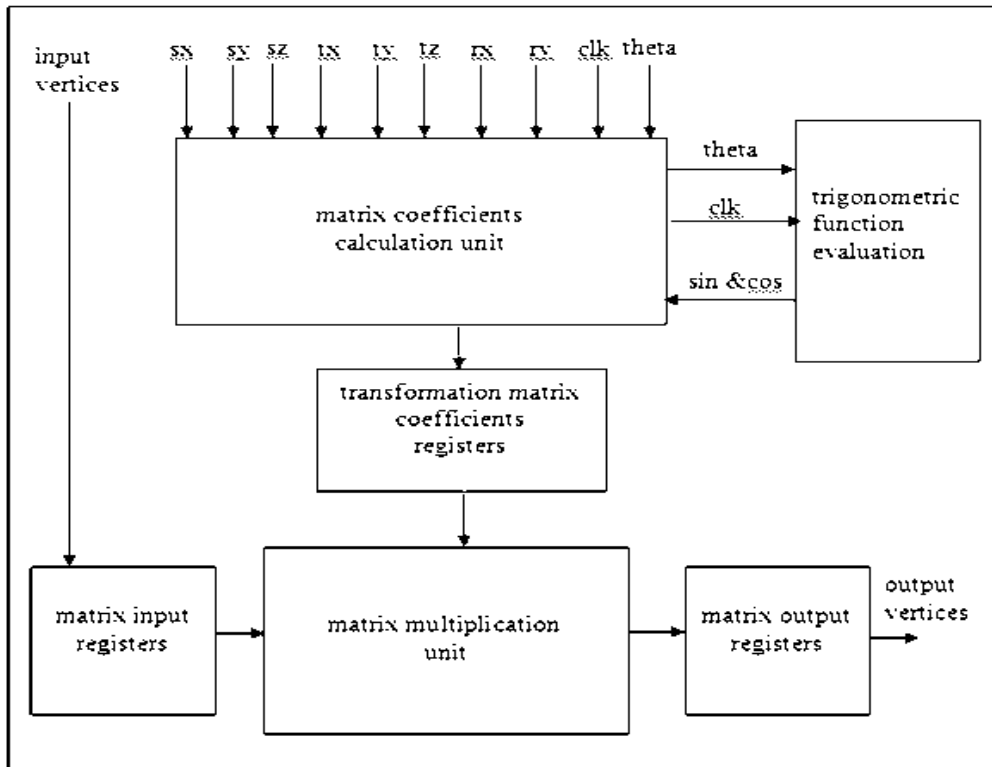 input
vertices
sx sy sz tx ty tz rx ry clk theta
matrix coefficients
calculation unit
theta
clk
sin &cos
trigonometric
function
evaluation
transformation matrix
coefficients
registers
matrix input
registers
matrix multiplication
unit
matrix output
registers
output
vertices